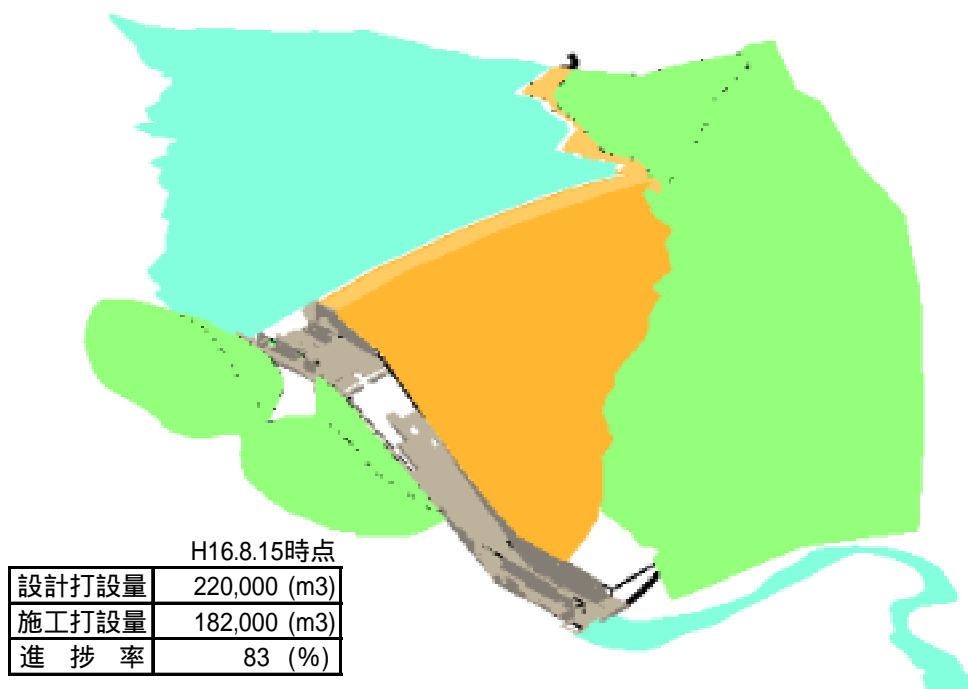 H16.8.15時点
設計打設量 220,000 (m3)
施工打設量 182,000 (m3)
進 捗 率 83 (%)